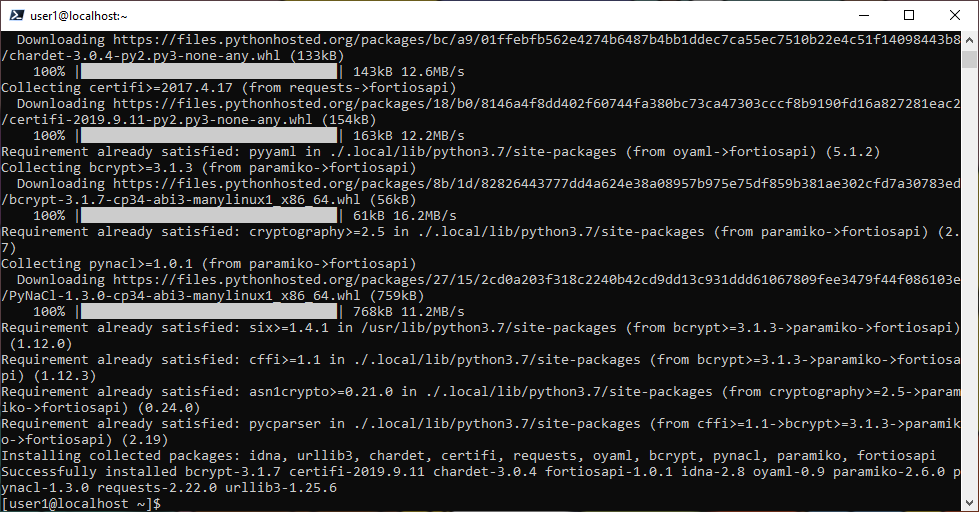 user1@localhost:~
Downloading https://files.pythonhosted.org/packages/bc/a9/01ffebfb562e4274b6487b4bb1ddec7ca55ec7510b22e4c51f14098443b8
/chardet-3.0.4-py2.py3-none-any.whl (133kB)
100% |████████████████████████████████| 143kB 12.6MB/s
Collecting certifi>=2017.4.17 (from requests->fortiosapi)
Downloading https://files.pythonhosted.org/packages/18/b0/8146a4f8dd402f60744fa380bc73ca47303cccf8b9190fd16a827281eac2
/certifi-2019.9.11-py2.py3-none-any.whl (154kB)
100% |████████████████████████████████| 163kB 12.2MB/s
Requirement already satisfied: pyyaml in ./.local/lib/python3.7/site-packages (from oyaml->fortiosapi) (5.1.2)
Collecting bcrypt>=3.1.3 (from paramiko->fortiosapi)
Downloading https://files.pythonhosted.org/packages/8b/1d/82826443777dd4a624e38a08957b975e75df859b381ae302cfd7a30783ed
/bcrypt-3.1.7-cp34-abi3-manylinux1_x86_64.whl (56kB)
100% |████████████████████████████████| 61kB 16.2MB/s
Requirement already satisfied: cryptography>=2.5 in ./.local/lib/python3.7/site-packages (from paramiko->fortiosapi) (2.
7)
Collecting pynacl>=1.0.1 (from paramiko->fortiosapi)
Downloading https://files.pythonhosted.org/packages/27/15/2cd0a203f318c2240b42cd9dd13c931ddd61067809fee3479f44f086103e
/PyNaCl-1.3.0-cp34-abi3-manylinux1_x86_64.whl (759kB)
100% |████████████████████████████████| 768kB 11.2MB/s
Requirement already satisfied: six>=1.4.1 in /usr/lib/python3.7/site-packages (from bcrypt>=3.1.3->paramiko->fortiosapi)
(1.12.0)
Requirement already satisfied: cffi>=1.1 in ./.local/lib/python3.7/site-packages (from bcrypt>=3.1.3->paramiko->fortiosa
pi) (1.12.3)
Requirement already satisfied: asn1crypto>=0.21.0 in ./.local/lib/python3.7/site-packages (from cryptography>=2.5->param
iko->fortiosapi) (0.24.0)
Requirement already satisfied: pycparser in ./.local/lib/python3.7/site-packages (from cffi>=1.1->bcrypt>=3.1.3->paramik
o->fortiosapi) (2.19)
Installing collected packages: idna, urllib3, chardet, certifi, requests, oyaml, bcrypt, pynacl, paramiko, fortiosapi
Successfully installed bcrypt-3.1.7 certifi-2019.9.11 chardet-3.0.4 fortiosapi-1.0.1 idna-2.8 oyaml-0.9 paramiko-2.6.0 p
ynacl-1.3.0 requests-2.22.0 urllib3-1.25.6
[user1@localhost ~]$